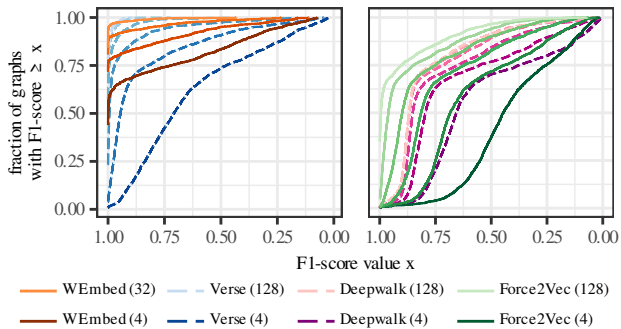 fraction of graphs
with F1-score ≥ x
1.00
0.75
0.50
0.25
0.00
1.00 0.75 0.50 0.25 0.00
1.00 0.75 0.50 0.25 0.00
F1-score value x
WEmbed (32) Verse (128) Deepwalk (128) Force2Vec (128)
WEmbed (4) Verse (4) Deepwalk (4) Force2Vec (4)